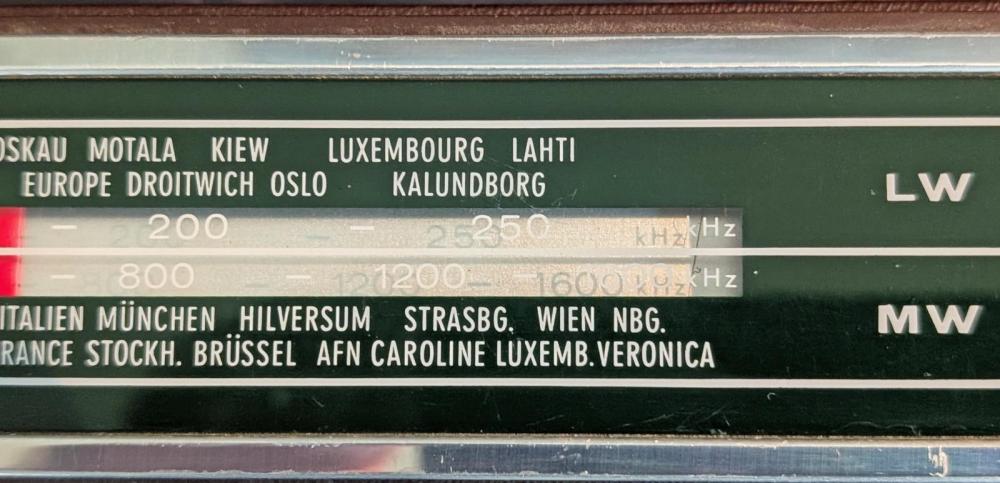 OSKAU MOTALA KIEW LUXEMBOURG LAHTI
EUROPE DROITWICH OSLO KALUNDBORG
LW
200 250 kHz
800 1200 kHz
MW
ITALIEN MÜNCHEN HILVERSUM STRASBG. WIEN NBG.
RANCE STOCKH. BRÜSSEL AFN CAROLINE LUXEMB. VERONICA